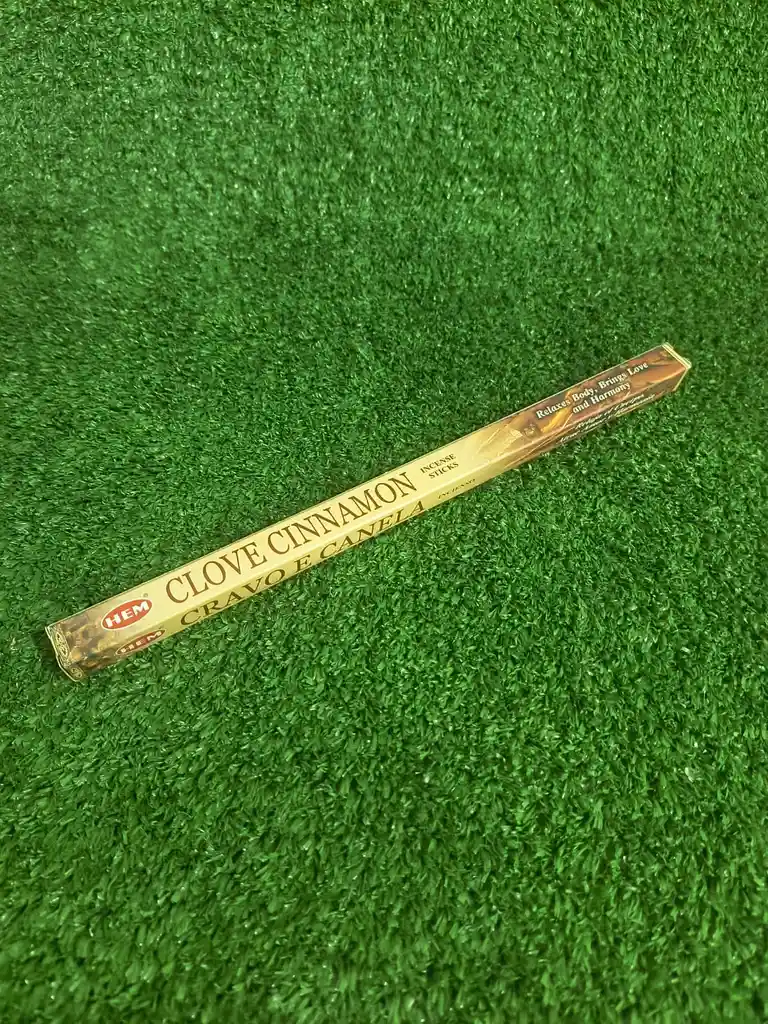 HEM
CLOVE CINNAMON
INCENSE
STICKS
Relaxes Body, Brings Love
and Harmony
HEM
CRAVO E CANELA